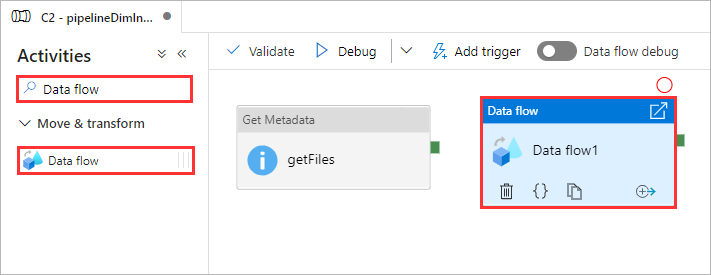 C2 - pipelineDimIn...
Activities
Data flow
Move & transform
Data flow
Validate
Debug
Add trigger
Data flow debug
Get Metadata
getFiles
Data flow
Data flow1
{}